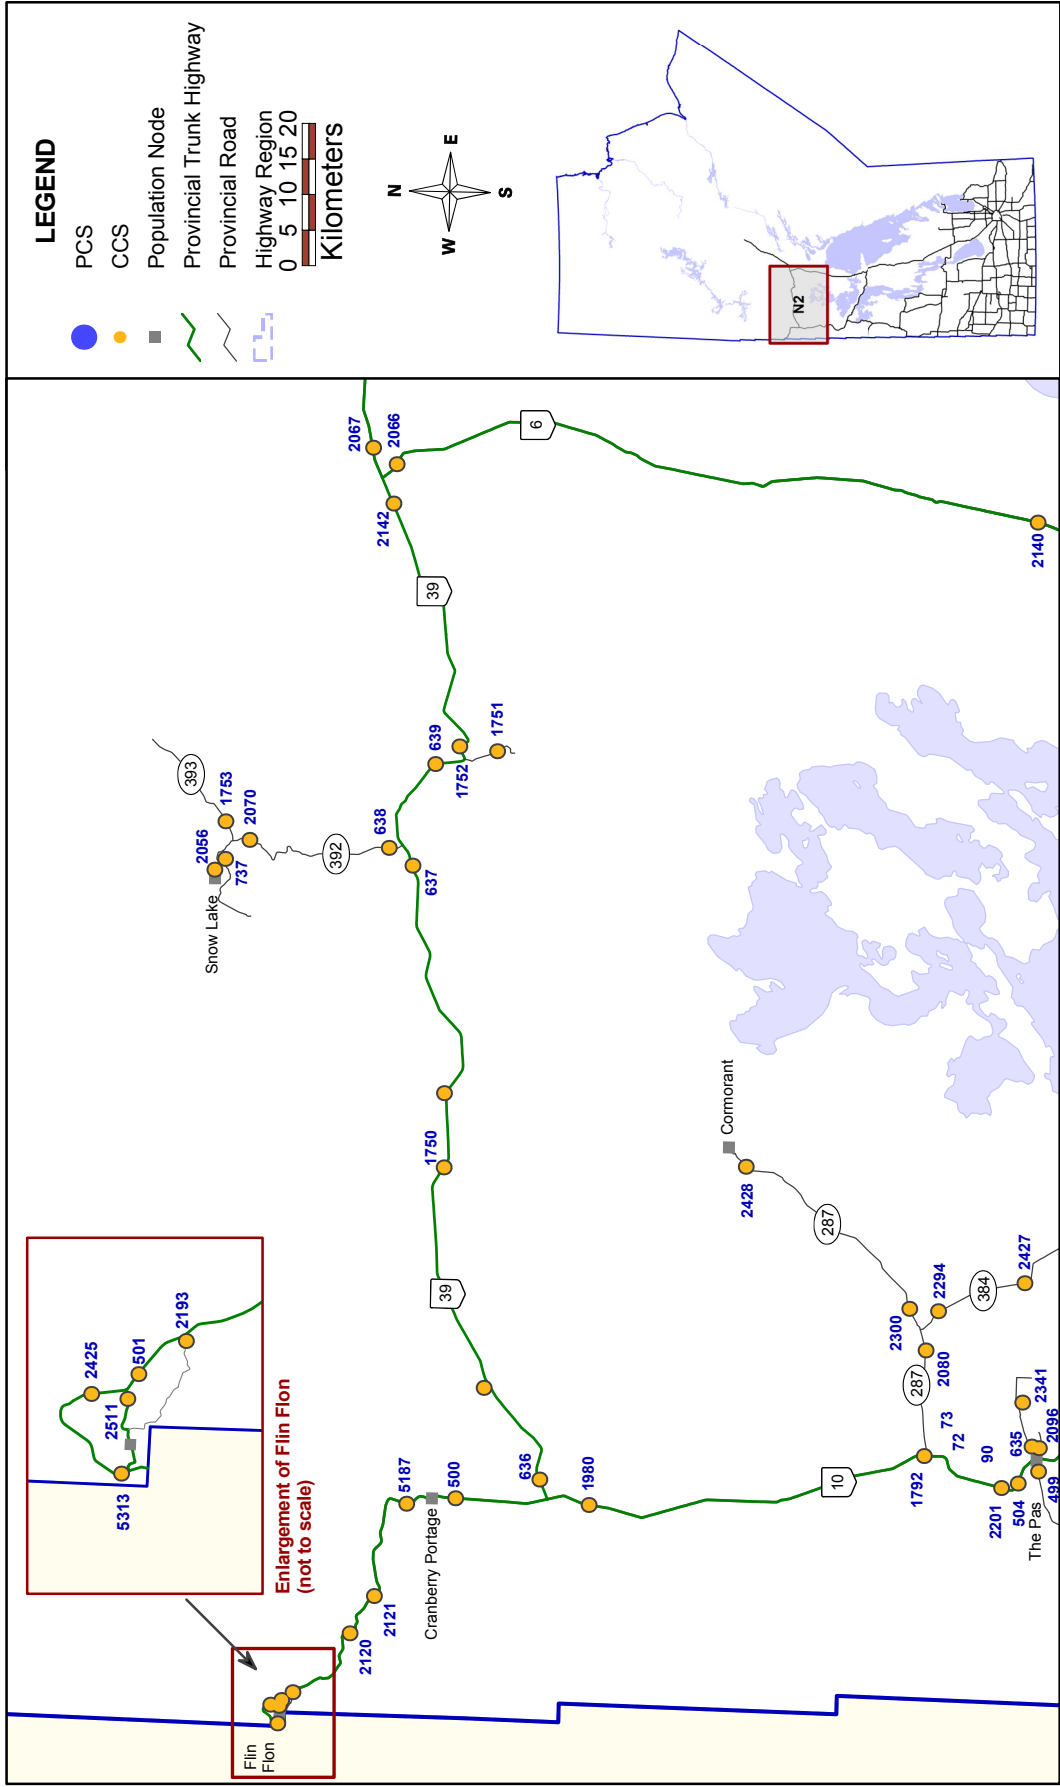 LEGEND
PCS
CCS
Population Node
Provincial Trunk Highway
Provincial Road
Highway Region
0 5 10 15 20
Kilometers
N
W
E
S
N2
Enlargement of Flin Flon
(not to scale)
5313
2511
2425
501
2193
Flin
Flon
2120
2121
5187
Cranberry Portage
500
636
1980
39
1750
637
638
392
Snow Lake
2056
737
2070
1753
393
639
1752
1751
39
2142
2067
2066
6
2140
10
1792
72
73
90
2201
504
The Pas
499
635
2096
2341
287
2080
2300
2294
384
2427
287
2428
Cormorant